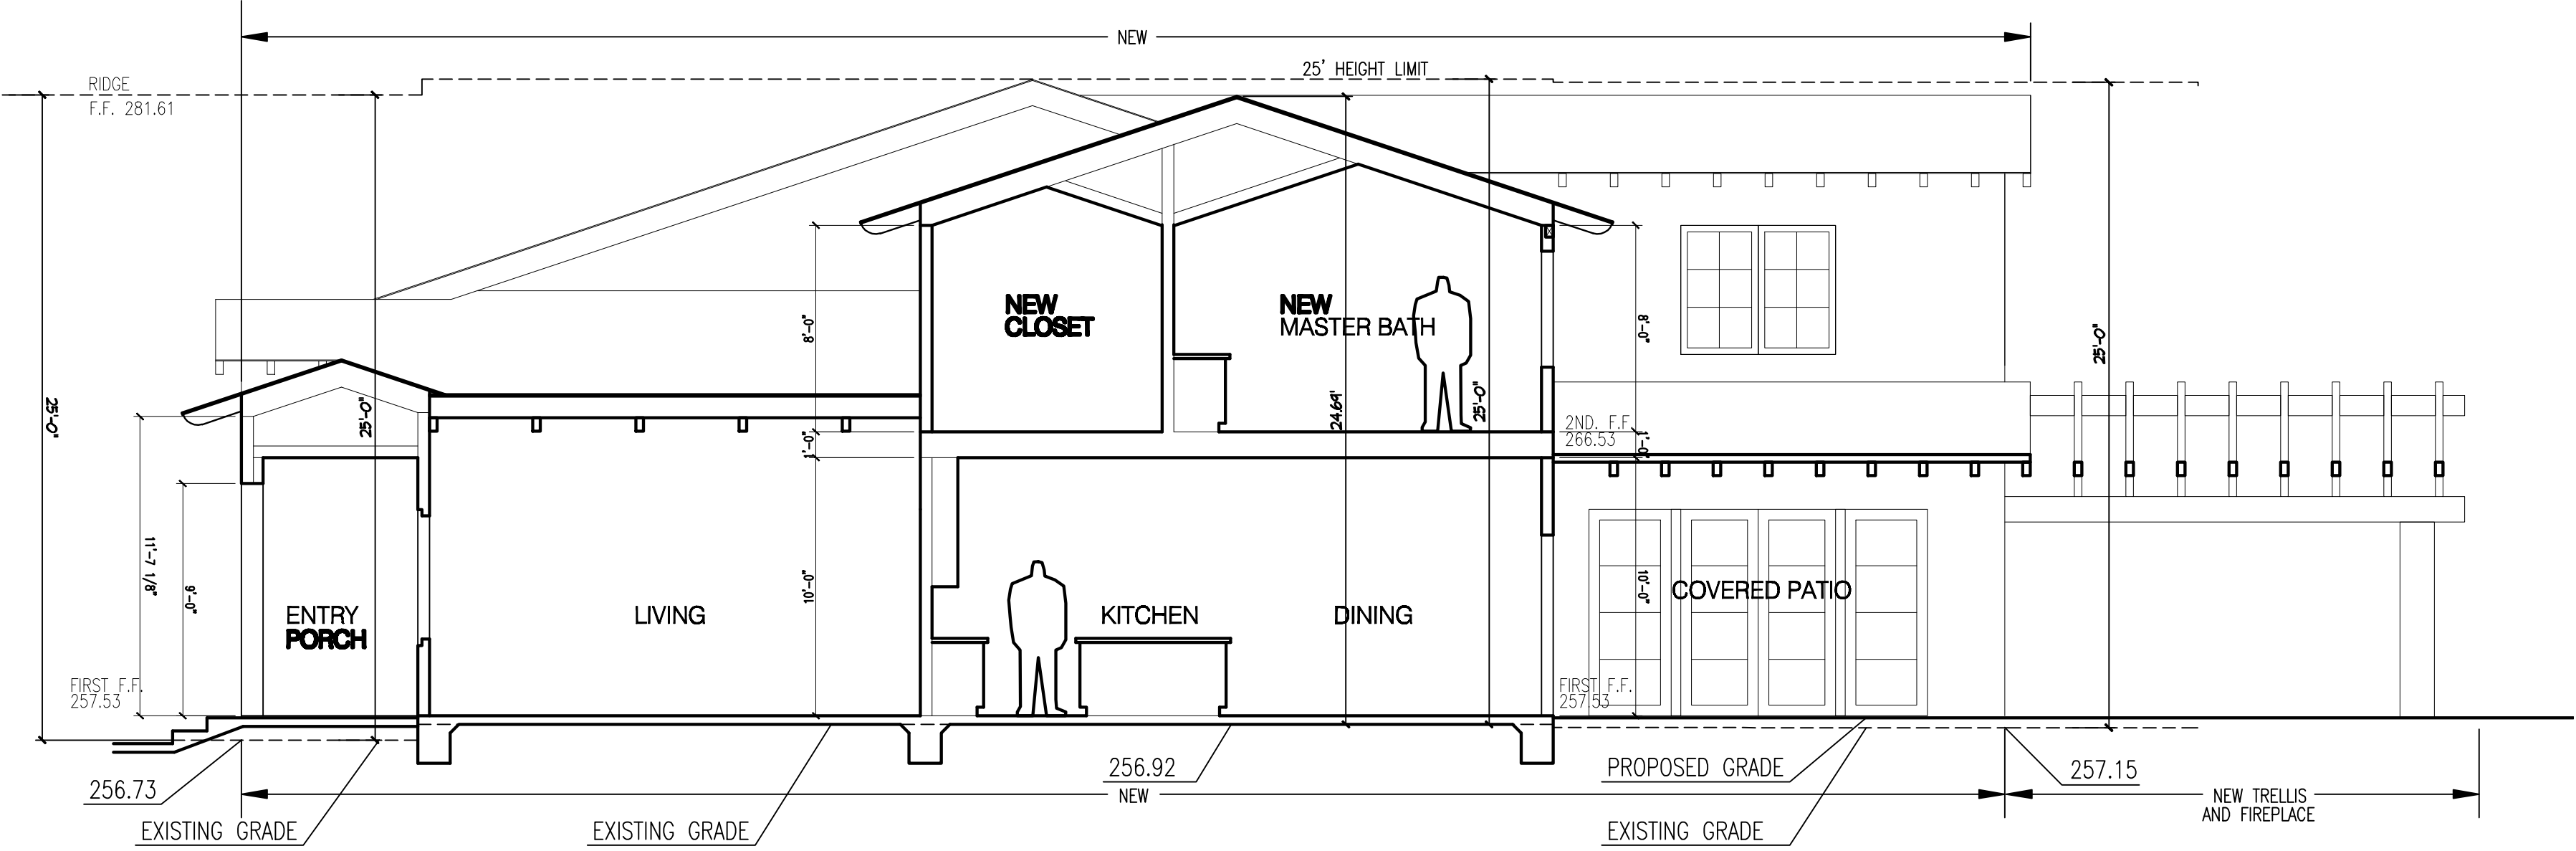 NEW
25' HEIGHT LIMIT
RIDGE
F.F. 281.61
NEW
CLOSET
NEW
MASTER BATH
8'-0"
8'-0"
25'-0"
25'-0"
25'-0"
24.69'
25'-0"
2ND. F.F.
266.53
1'-0"
1'-0"
11'-7 1/8"
9'-0"
10'-0"
10'-0"
ENTRY
PORCH
LIVING
KITCHEN
DINING
COVERED PATIO
FIRST F.F.
257.53
FIRST F.F.
257.53
256.73
256.92
PROPOSED GRADE
257.15
NEW
NEW TRELLIS
AND FIREPLACE
EXISTING GRADE
EXISTING GRADE
EXISTING GRADE